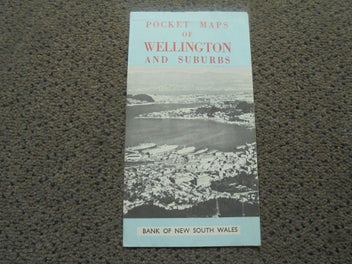 POCKET MAPS
OF
WELLINGTON
AND SUBURBS
BANK OF NEW SOUTH WALES